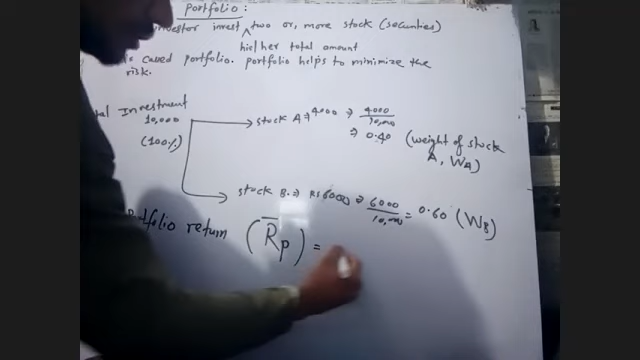 Portfolio :
investor invest two or, more stock (securities)
his/her total amount
is called portfolio. portfolio helps to minimize the
risk.
Investment
10,000
(100%)
stock A ⇒ 4000 ⇒ 4000/10,000
⇒ 0.40 (weight of stock
A, WA)
stock B. ⇒ Rs 6000 ⇒ 6000/10,000 = 0.60 (WB)
return (R̅p) =